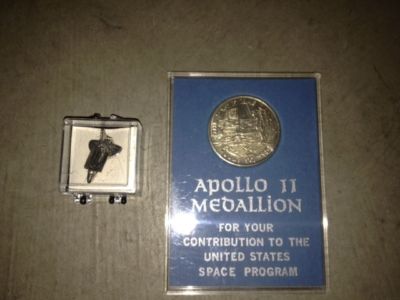 APOLLO 11
MEDALLION
FOR YOUR
CONTRIBUTION TO THE
UNITED STATES
SPACE PROGRAM